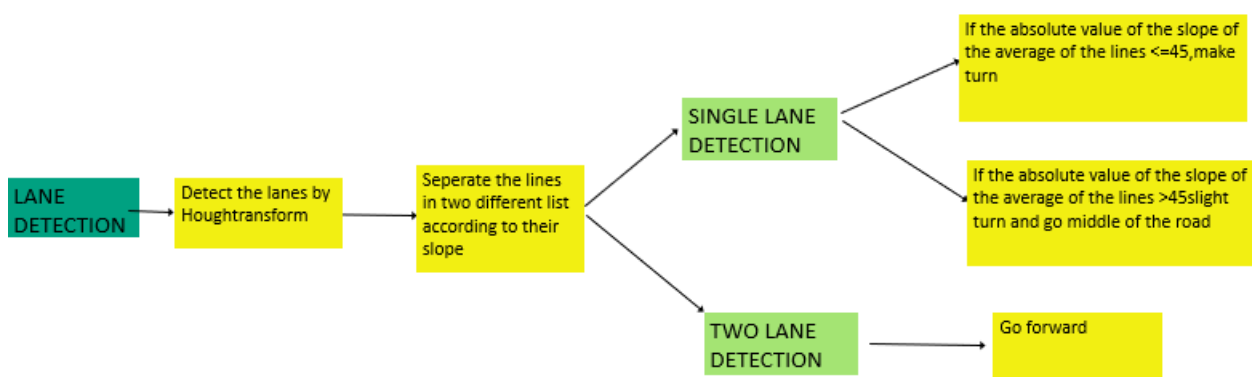 LANE
DETECTION
Detect the lanes by
Houghtransform
Seperate the lines
in two different list
according to their
slope
SINGLE LANE
DETECTION
If the absolute value of the slope of
the average of the lines <=45,make
turn
If the absolute value of the slope of
the average of the lines >45slight
turn and go middle of the road
TWO LANE
DETECTION
Go forward